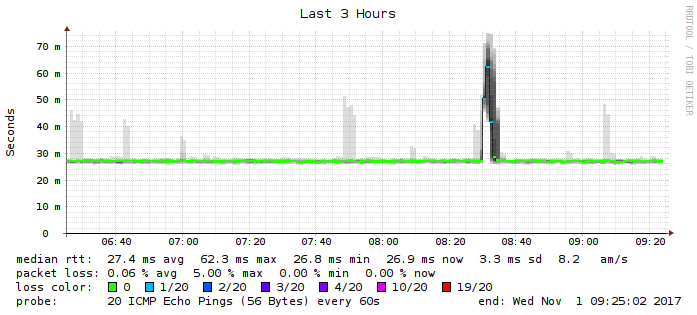 Last 3 Hours
RRDTOOL / TOBI OETIKER
Seconds
70 m
60 m
50 m
40 m
30 m
20 m
10 m
0
06:40 07:00 07:20 07:40 08:00 08:20 08:40 09:00 09:20
median rtt: 27.4 ms avg 62.3 ms max 26.8 ms min 26.9 ms now 3.3 ms sd 8.2 am/s
packet loss: 0.06 % avg 5.00 % max 0.00 % min 0.00 % now
loss color: 0 1/20 2/20 3/20 4/20 10/20 19/20
probe: 20 ICMP Echo Pings (56 Bytes) every 60s end: Wed Nov 1 09:25:02 2017